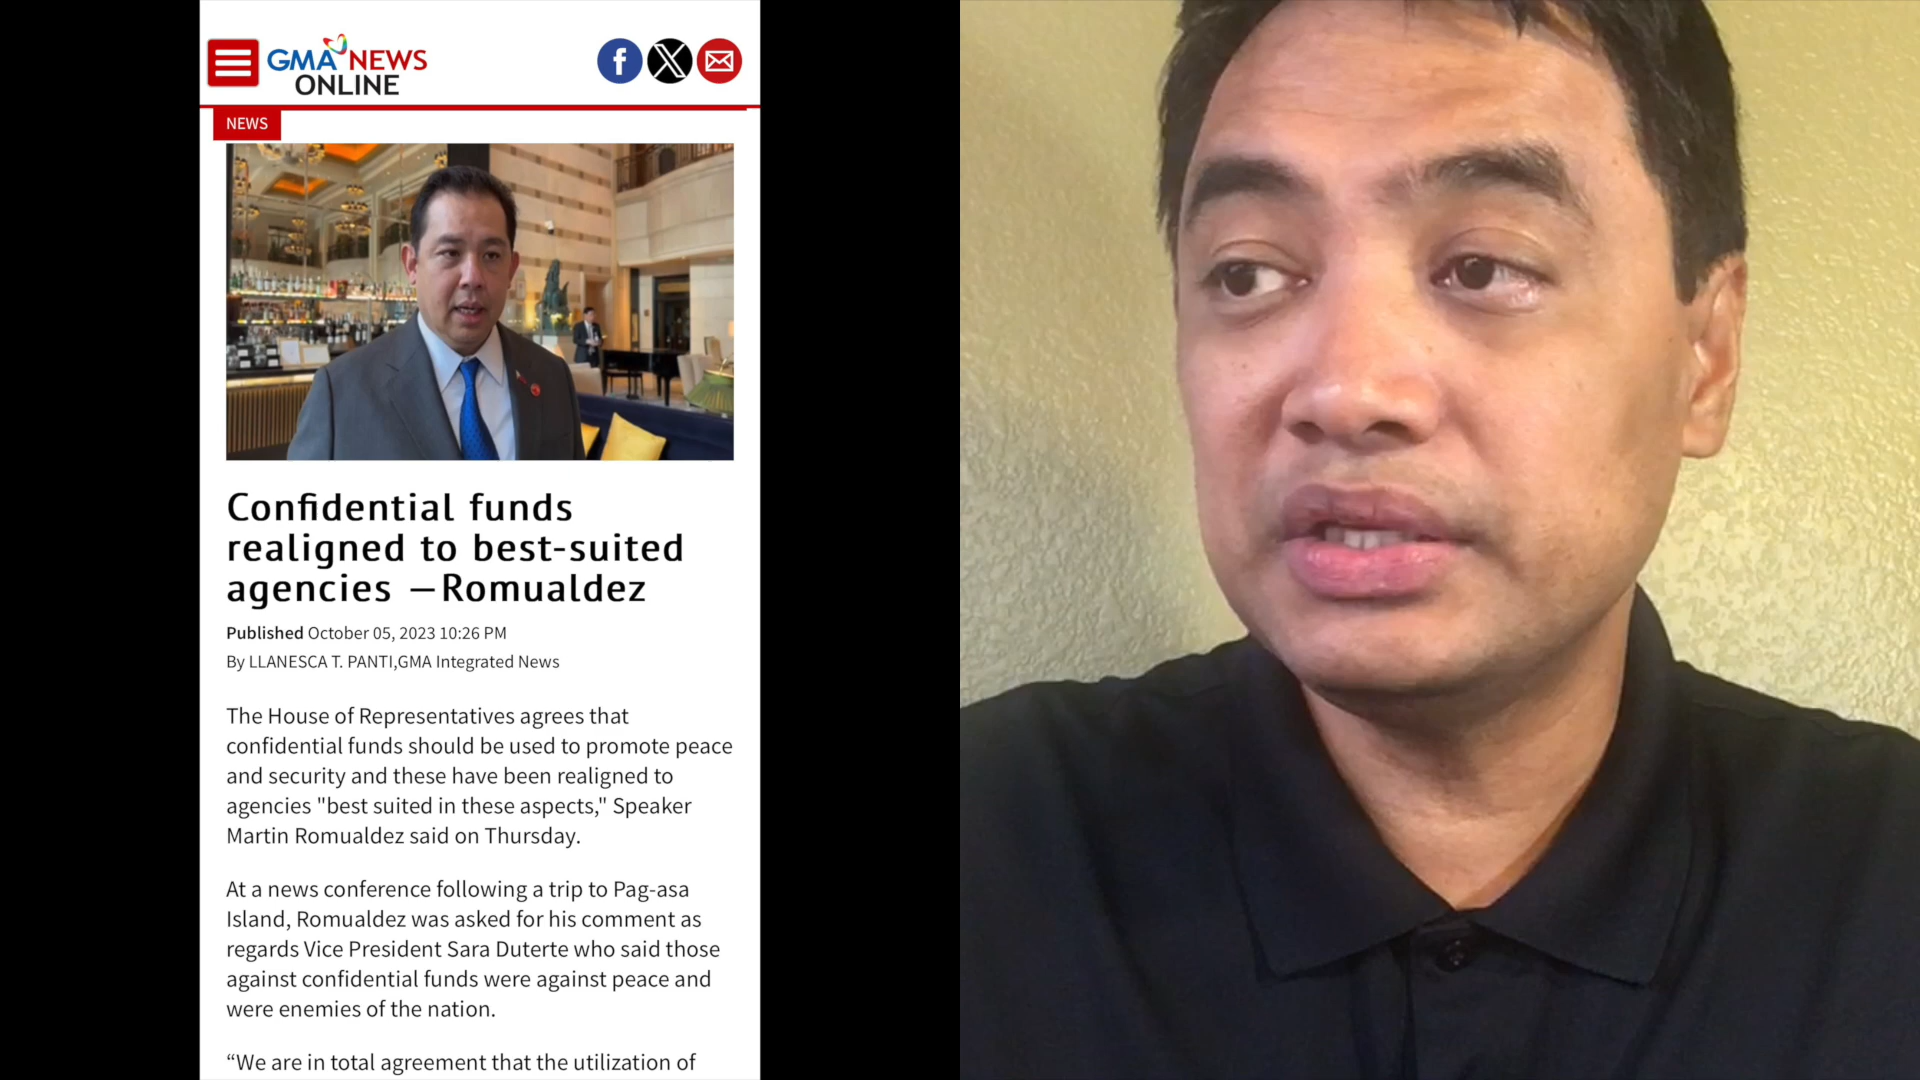 GMA NEWS
ONLINE
NEWS
Confidential funds
realigned to best-suited
agencies —Romualdez
Published October 05, 2023 10:26 PM
By LLANESCA T. PANTI,GMA Integrated News
The House of Representatives agrees that
confidential funds should be used to promote peace
and security and these have been realigned to
agencies "best suited in these aspects," Speaker
Martin Romualdez said on Thursday.
At a news conference following a trip to Pag-asa
Island, Romualdez was asked for his comment as
regards Vice President Sara Duterte who said those
against confidential funds were against peace and
were enemies of the nation.
“We are in total agreement that the utilization of